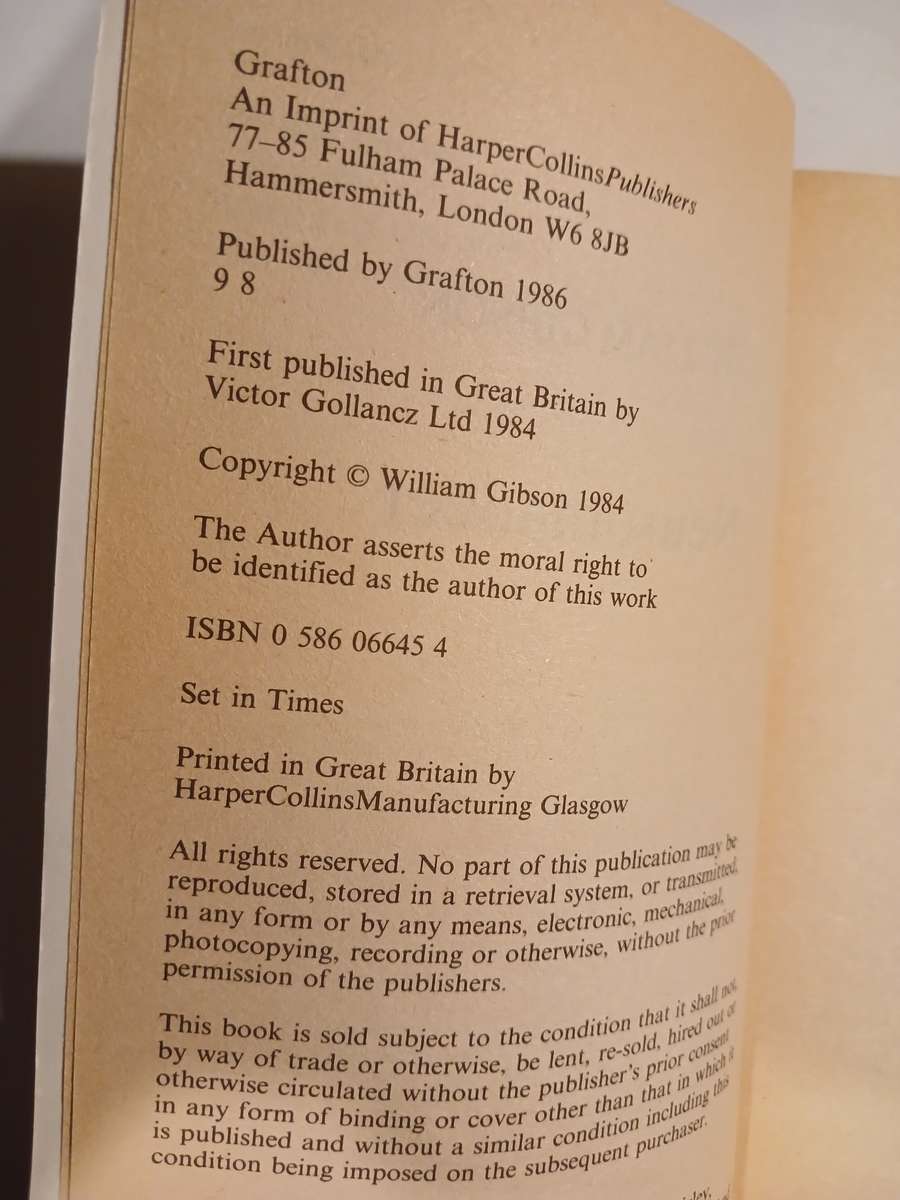 Grafton
An Imprint of HarperCollinsPublishers
77–85 Fulham Palace Road,
Hammersmith, London W6 8JB
Published by Grafton 1986
9 8
First published in Great Britain by
Victor Gollancz Ltd 1984
Copyright © William Gibson 1984
The Author asserts the moral right to
be identified as the author of this work
ISBN 0 586 06645 4
Set in Times
Printed in Great Britain by
HarperCollinsManufacturing Glasgow
All rights reserved. No part of this publication may be
reproduced, stored in a retrieval system, or transmitted,
in any form or by any means, electronic, mechanical,
photocopying, recording or otherwise, without the prior
permission of the publishers.
This book is sold subject to the condition that it shall not,
by way of trade or otherwise, be lent, re-sold, hired out or
otherwise circulated without the publisher's prior consent
in any form of binding or cover other than that in which it
is published and without a similar condition including this
condition being imposed on the subsequent purchaser.